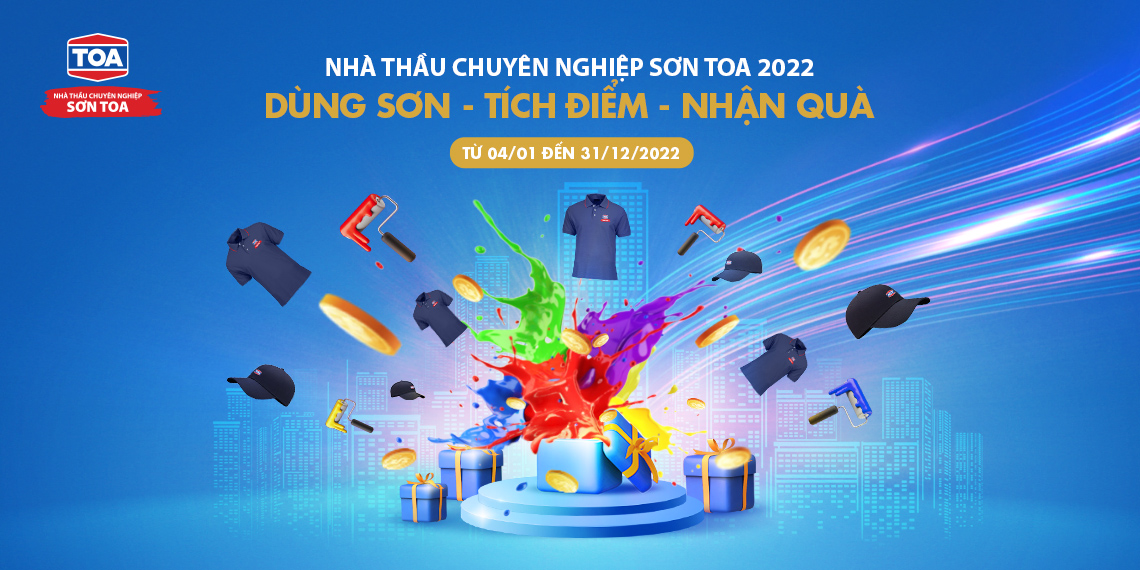 TOA
NHÀ THẦU CHUYÊN NGHIỆP
SƠN TOA
NHÀ THẦU CHUYÊN NGHIỆP SƠN TOA 2022
DÙNG SƠN - TÍCH ĐIỂM - NHẬN QUÀ
TỪ 04/01 ĐẾN 31/12/2022